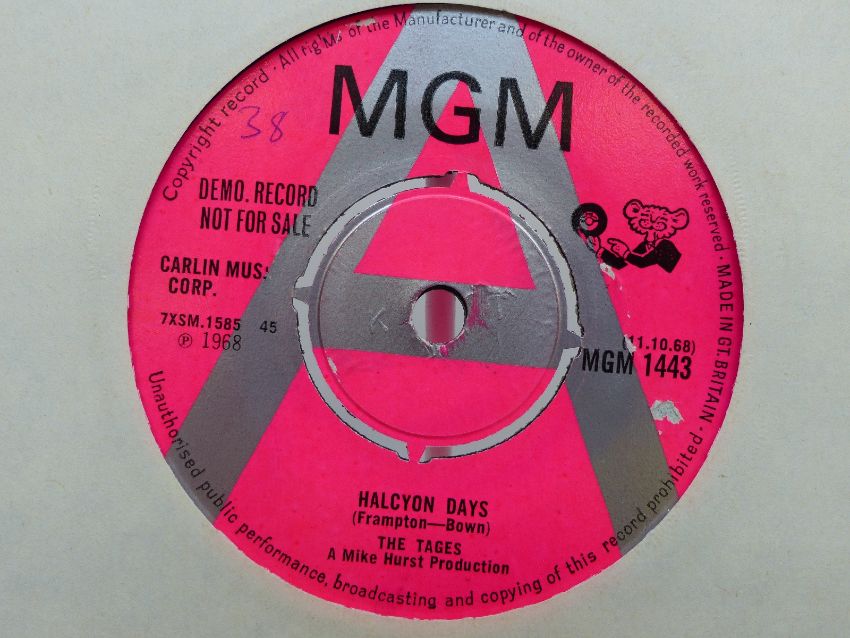 Copyright record · All rights of the Manufacturer and of the owner of the recorded work reserved · MADE IN GT. BRITAIN ·
MGM
38
DEMO. RECORD
NOT FOR SALE
CARLIN MUS
CORP.
7XSM.1585 45
℗ 1968
(11.10.68)
MGM 1443
A
HALCYON DAYS
(Frampton—Bown)
THE TAGES
A Mike Hurst Production
Unauthorised public performance, broadcasting and copying of this record prohibited ·